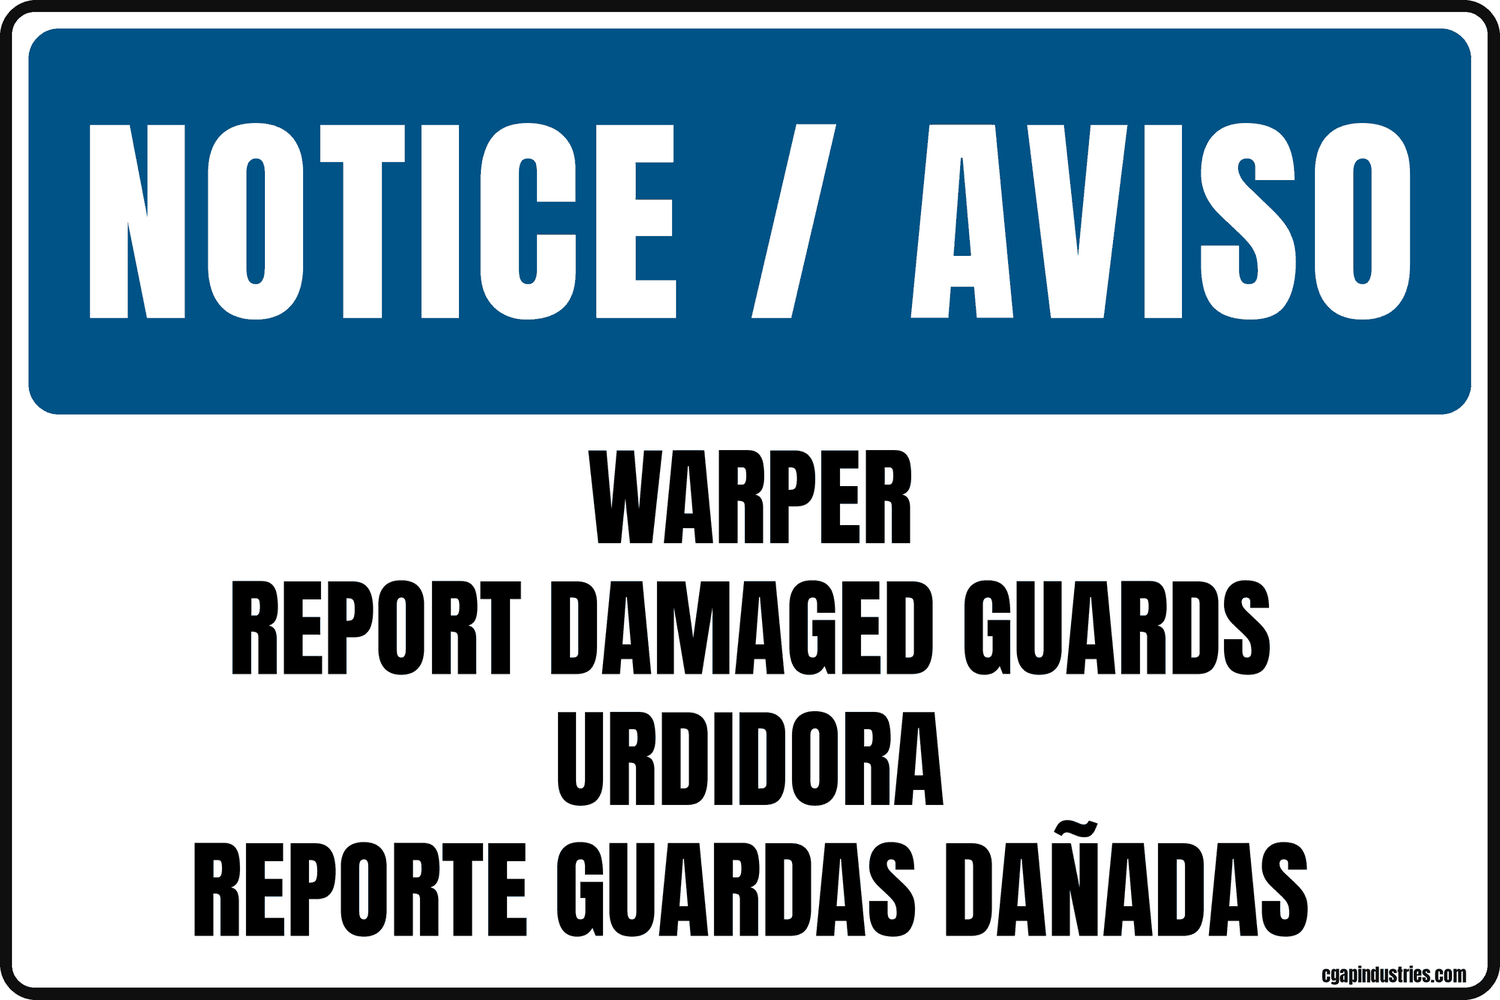 NOTICE / AVISO
WARPER
REPORT DAMAGED GUARDS
URDIDORA
REPORTE GUARDAS DAÑADAS
cgapindustries.com